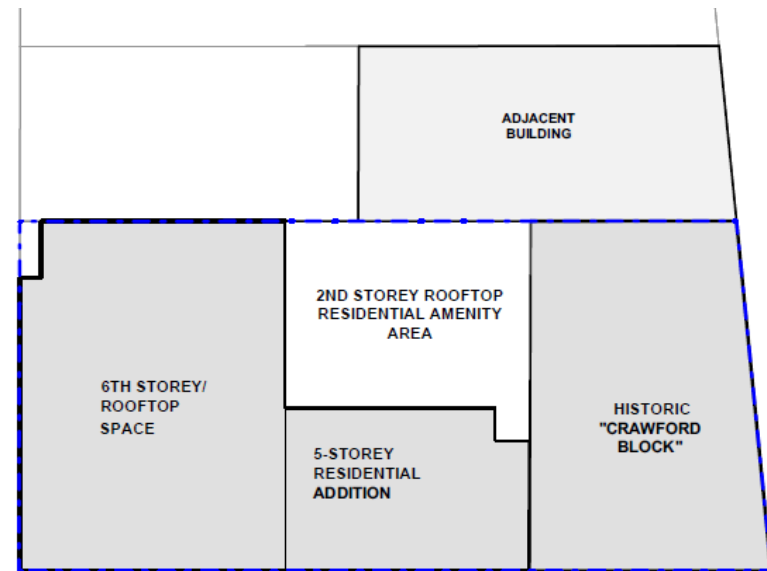 ADJACENT
BUILDING
2ND STOREY ROOFTOP
RESIDENTIAL AMENITY
AREA
6TH STOREY/
ROOFTOP
SPACE
HISTORIC
"CRAWFORD
BLOCK"
5-STOREY
RESIDENTIAL
ADDITION